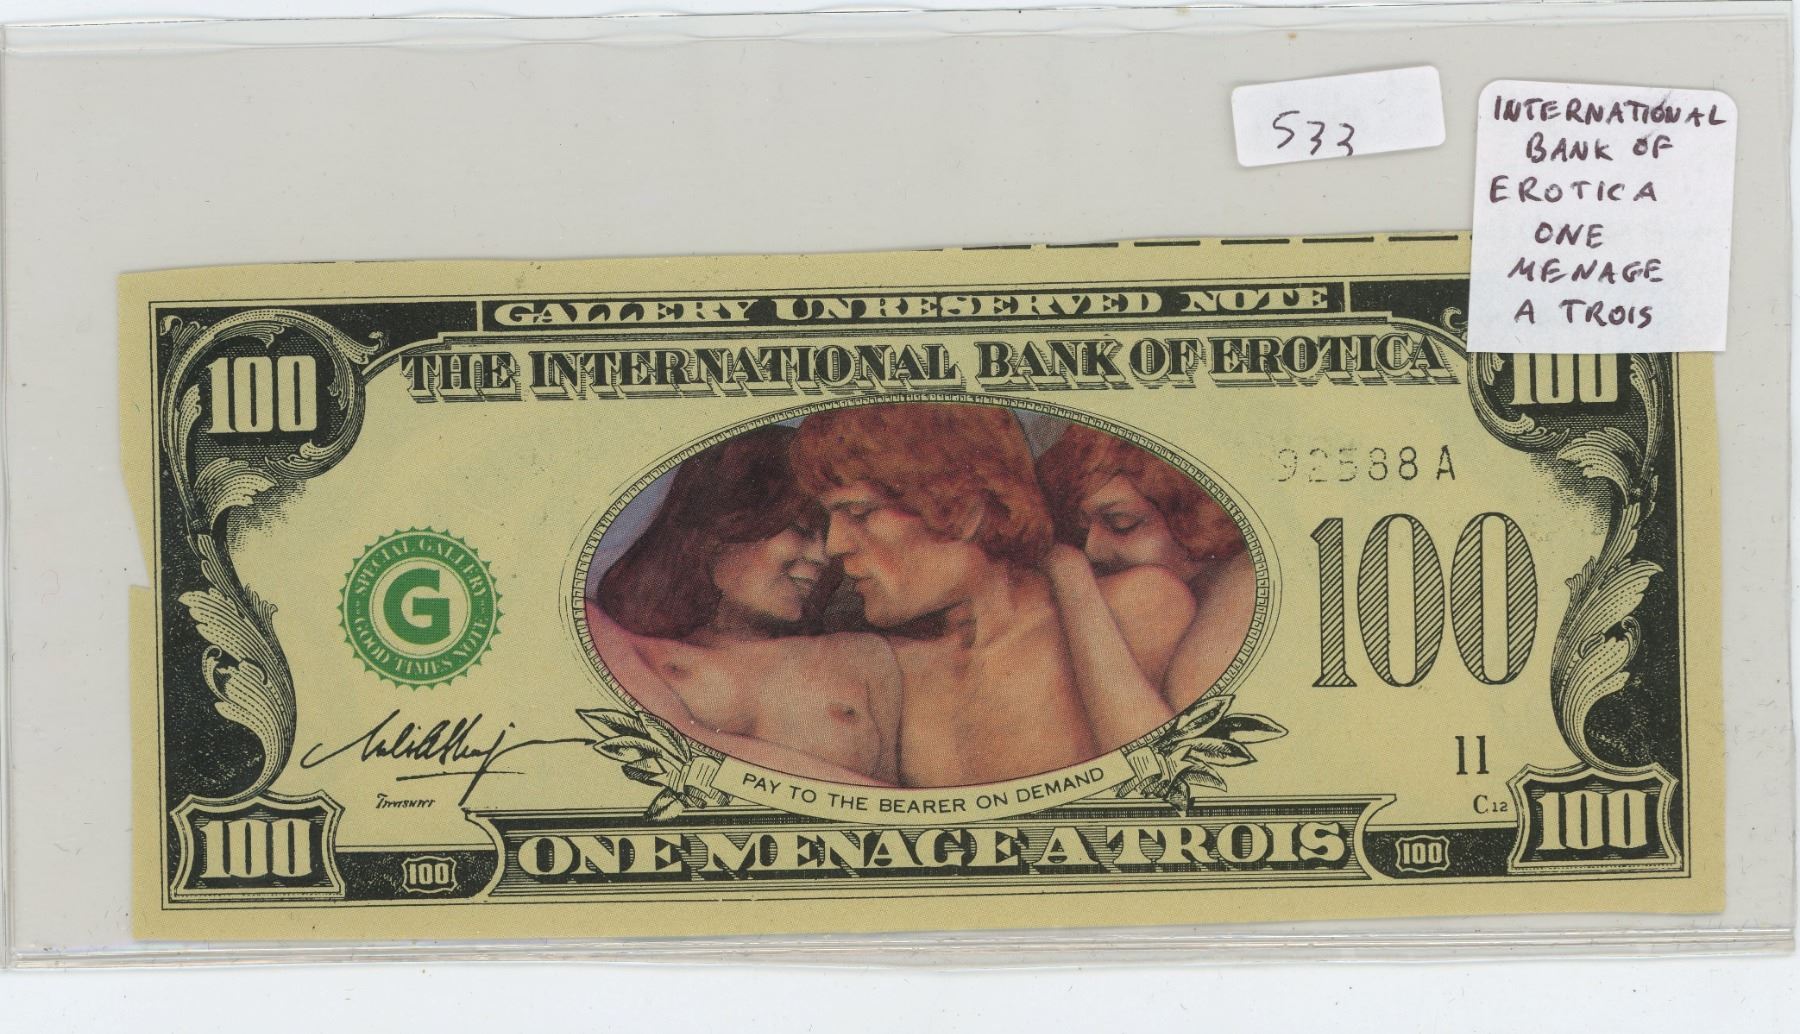 533
INTERNATIONAL
BANK OF
EROTICA
ONE
MENAGE
A TROIS
GALLERY UNRESERVED NOTE
THE INTERNATIONAL BANK OF EROTICA
100
100
92588 A
100
SPECIAL GALLERY
G
GOOD TIMES NOTE
11
Treasurer
C12
PAY TO THE BEARER ON DEMAND
100
100
ONE MENAGE A TROIS
100
100